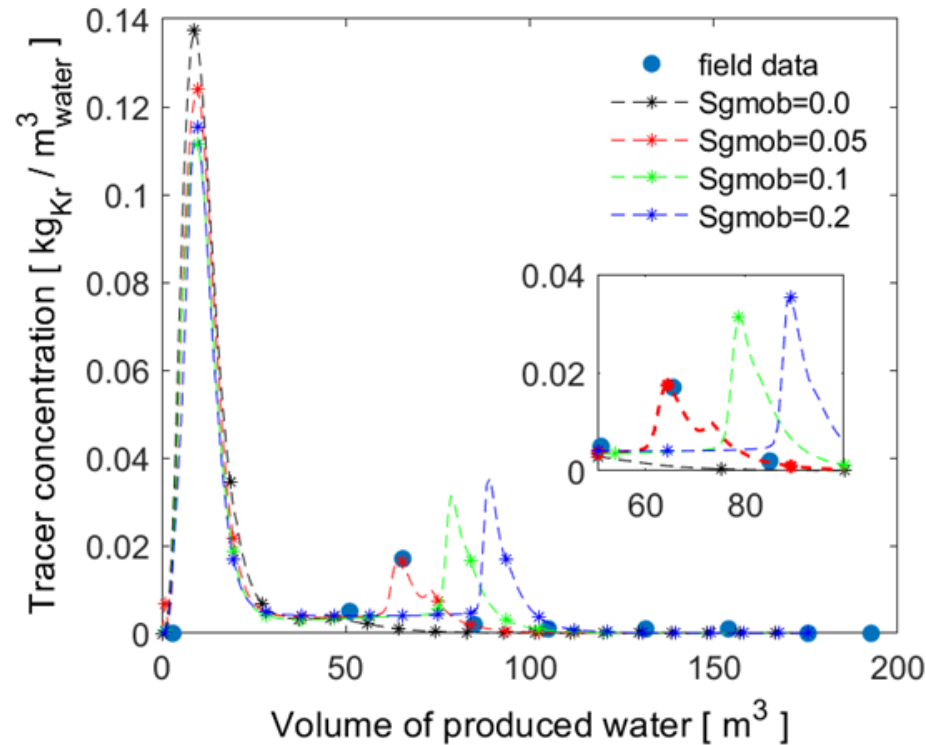 0.14
0.12
0.1
0.08
0.06
0.04
0.02
0
Tracer concentration [ kg_Kr / m^3_water ]
field data
Sgmob=0.0
Sgmob=0.05
Sgmob=0.1
Sgmob=0.2
0.04
0.02
0
60 80
0 50 100 150 200
Volume of produced water [ m^3 ]